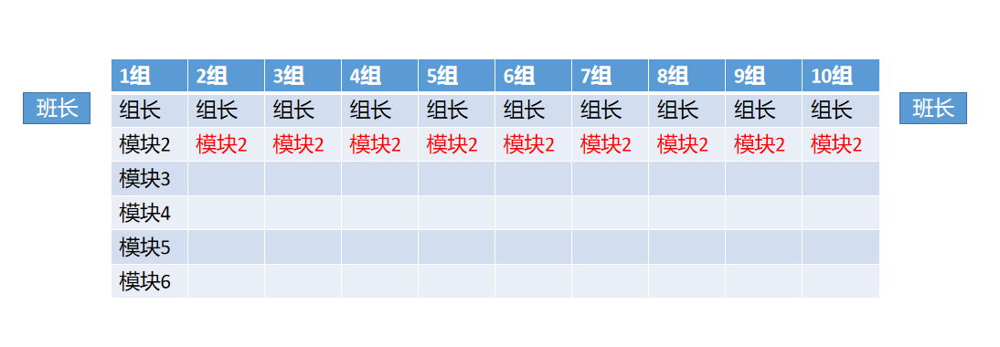 1组 2组 3组 4组 5组 6组 7组 8组 9组 10组
班长 组长 组长 组长 组长 组长 组长 组长 组长 组长 组长 班长
模块2 模块2 模块2 模块2 模块2 模块2 模块2 模块2 模块2 模块2
模块3
模块4
模块5
模块6